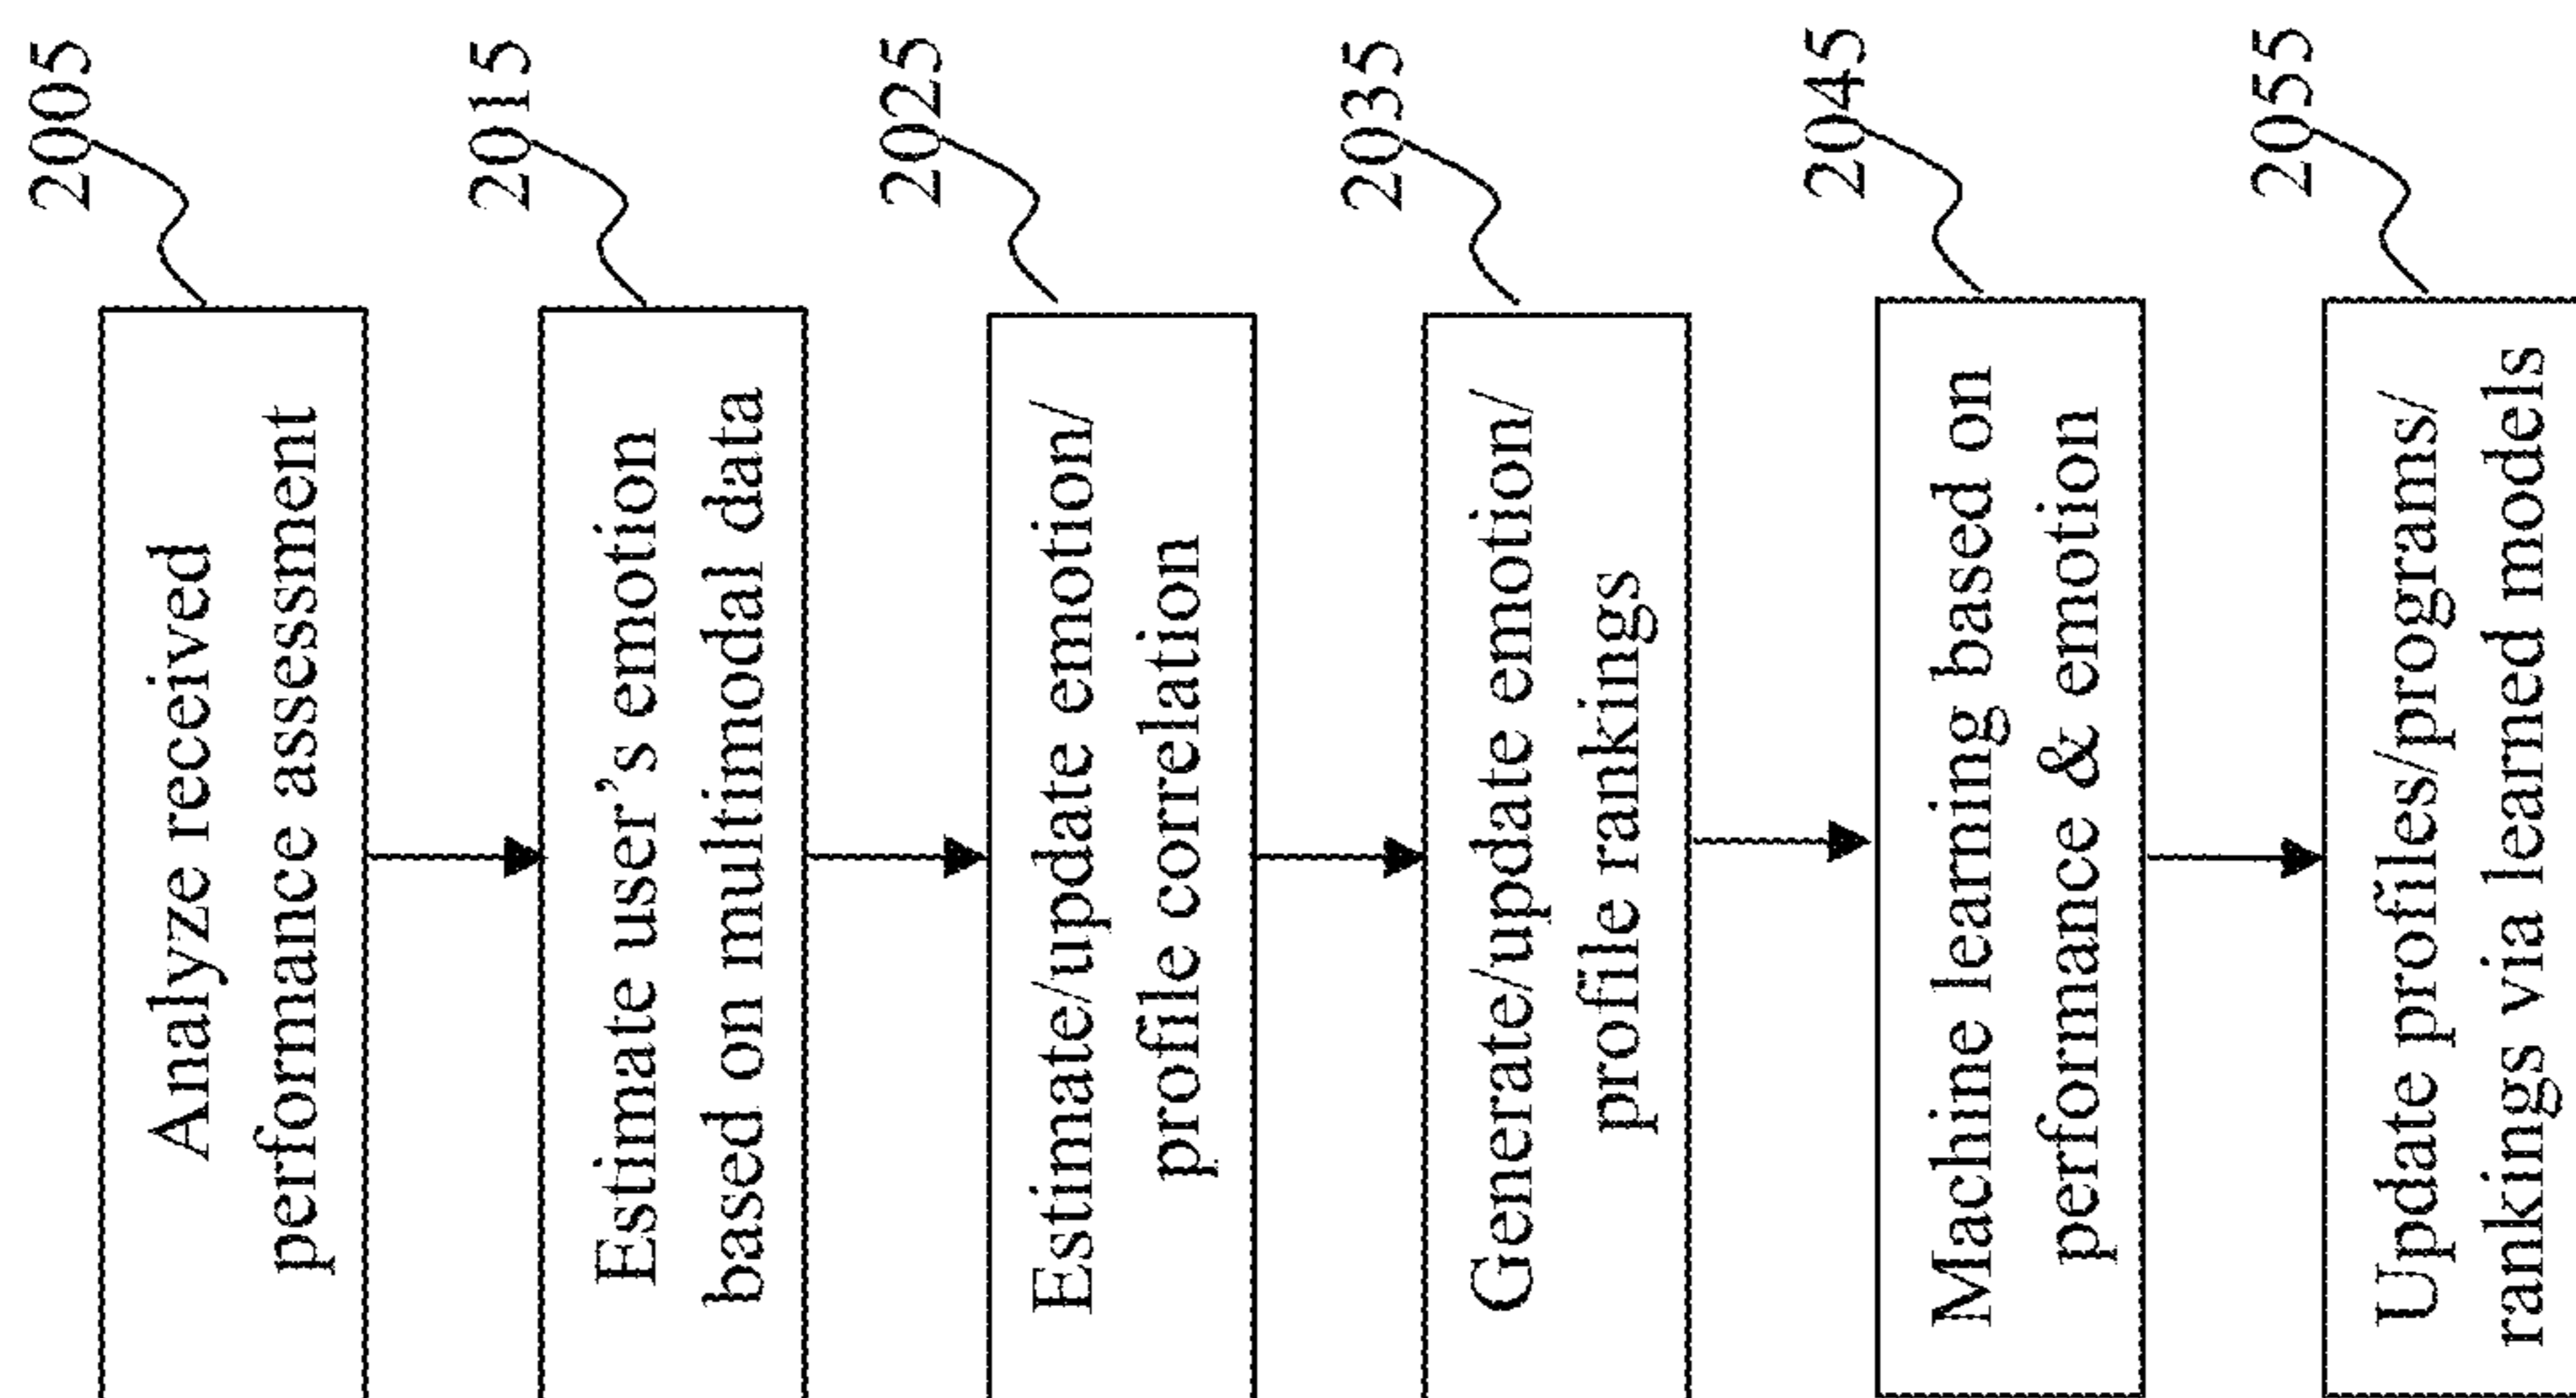 2005
Analyze received
performance assessment
2015
Estimate user’s emotion
based on multimodal data
2025
Estimate/update emotion/
profile correlation
2035
Generate/update emotion/
profile rankings
2045
Machine learning based on
performance & emotion
2055
Update profiles/programs/
rankings via learned models